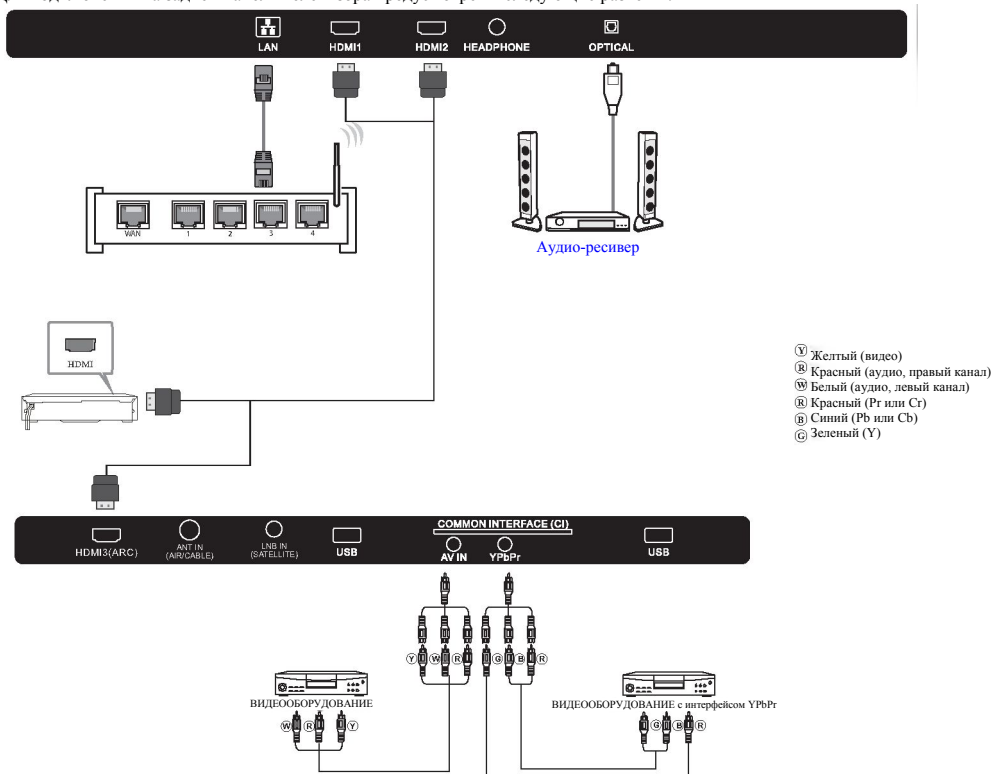 LAN HDMI1 HDMI2 HEADPHONE OPTICAL
WAN 1 2 3 4
Аудио-ресивер
HDMI
Ⓨ Желтый (видео)
Ⓡ Красный (аудио, правый канал)
Ⓦ Белый (аудио, левый канал)
Ⓡ Красный (Pr или Cr)
Ⓑ Синий (Pb или Cb)
Ⓖ Зеленый (Y)
COMMON INTERFACE (CI)
HDMI3(ARC) ANT IN (AIR/CABLE) LNB IN (SATELLITE) USB AV IN YPbPr USB
Ⓨ Ⓦ Ⓡ Ⓖ Ⓑ Ⓡ
ВИДЕООБОРУДОВАНИЕ ВИДЕООБОРУДОВАНИЕ с интерфейсом YPbPr
Ⓦ Ⓡ Ⓨ Ⓖ Ⓑ Ⓡ